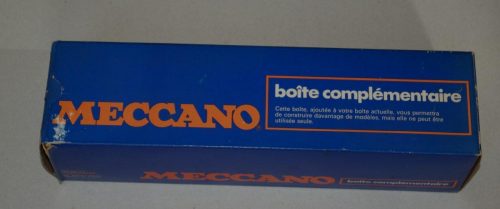 MECCANO
boîte complémentaire
Cette boîte, ajoutée à votre boîte actuelle, vous permettra
de construire davantage de modèles, mais elle ne peut être
utilisée seule.
MECCANO
boîte complémentaire